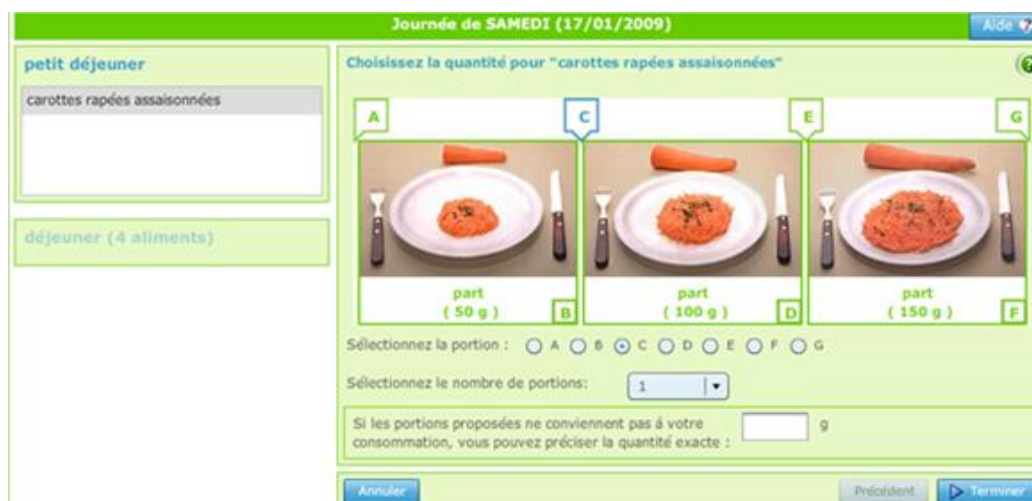 Journée de SAMEDI (17/01/2009)
Aide
petit déjeuner
carottes rapées assaisonnées
déjeuner (4 aliments)
Choisissez la quantité pour "carottes rapées assaisonnées"
?
A C E G
part
( 50 g )
B
part
( 100 g )
D
part
( 150 g )
F
Sélectionnez la portion : A B C D E F G
Sélectionnez le nombre de portions: 1
Si les portions proposées ne conviennent pas á votre
consommation, vous pouvez préciser la quantité exacte : g
Annuler
Précédent
Terminer